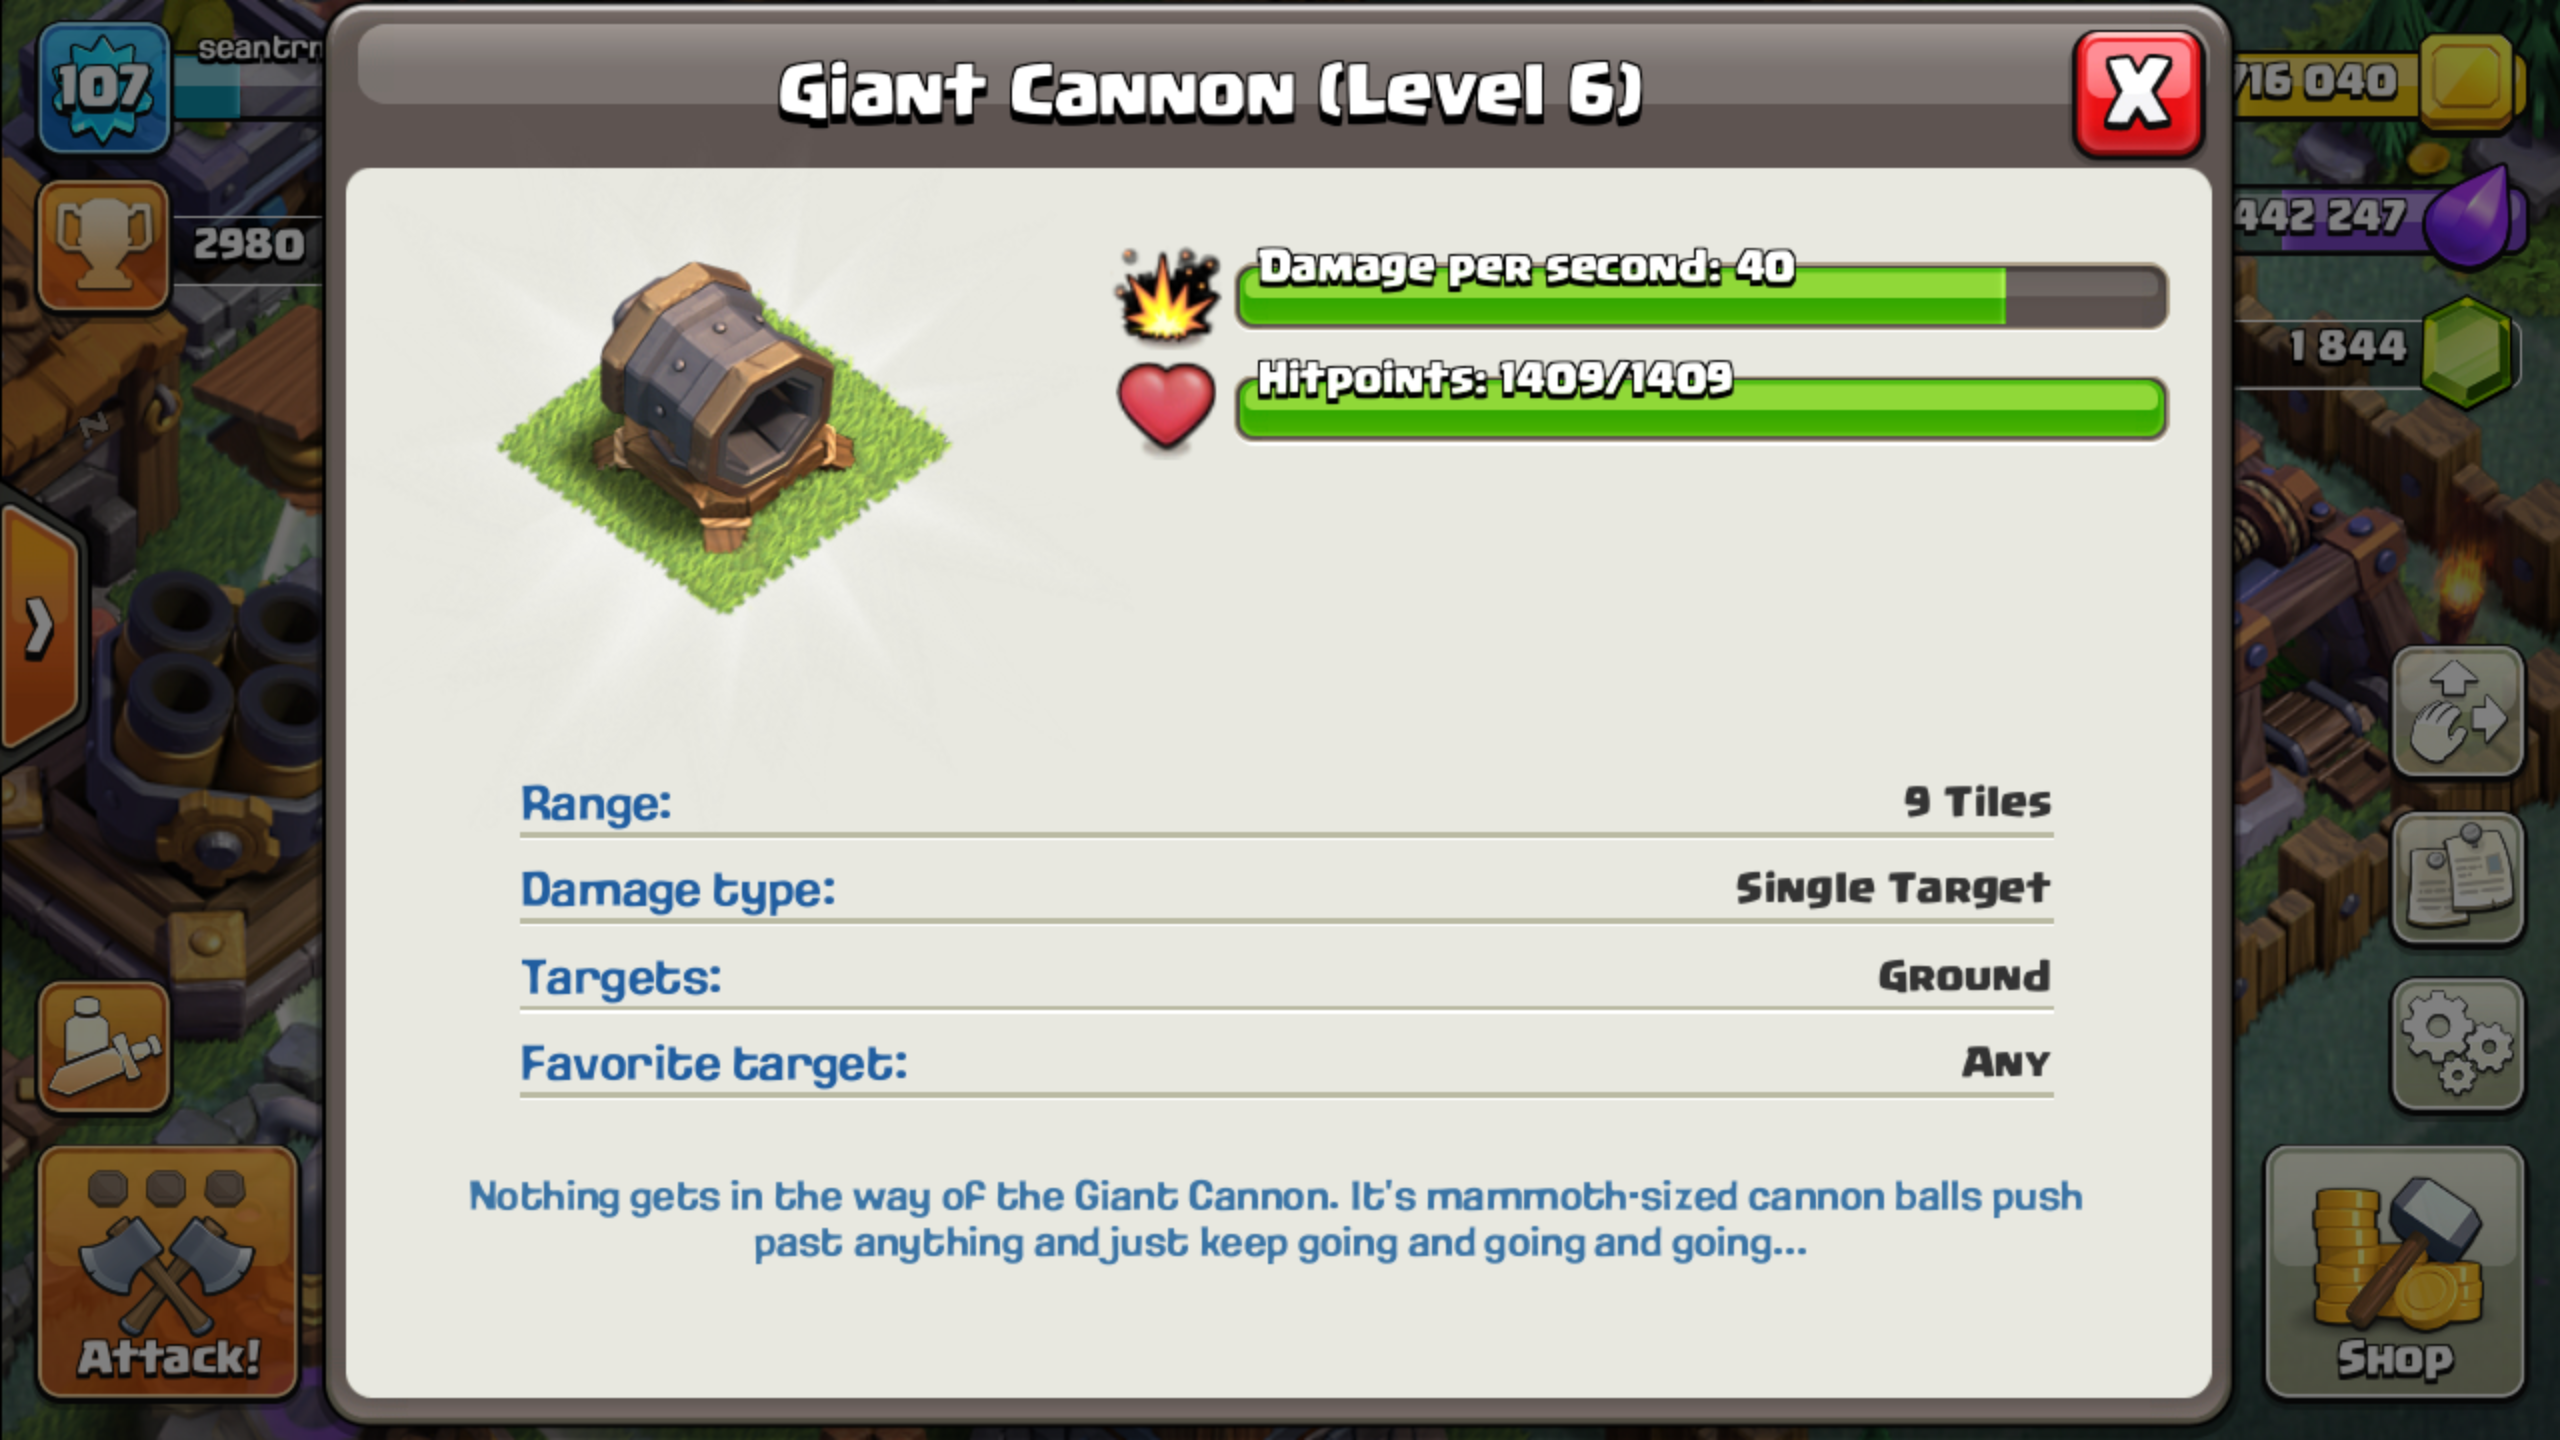 Giant Cannon (Level 6)
X
107
2980
716 040
442 247
1 844
Damage per second: 40
Hitpoints: 1409/1409
Range: 9 Tiles
Damage type: Single Target
Targets: Ground
Favorite target: Any
Nothing gets in the way of the Giant Cannon. It's mammoth-sized cannon balls push
past anything and just keep going and going and going...
Attack!
Shop